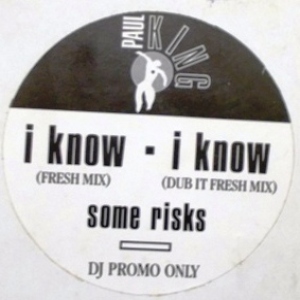 PAUL KING
i know - i know
(FRESH MIX) (DUB IT FRESH MIX)
some risks
DJ PROMO ONLY